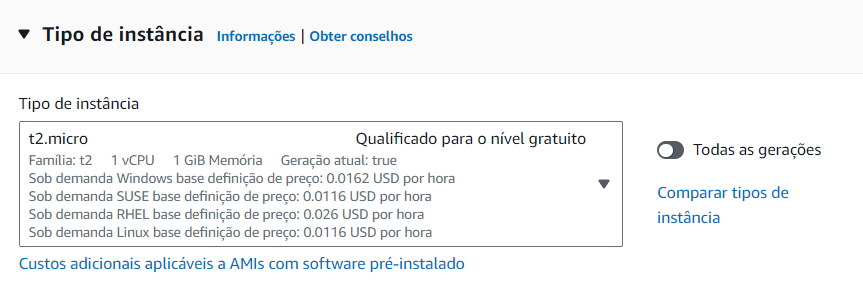 Tipo de instância Informações | Obter conselhos
Tipo de instância
t2.micro Qualificado para o nível gratuito
Família: t2 1 vCPU 1 GiB Memória Geração atual: true
Sob demanda Windows base definição de preço: 0.0162 USD por hora
Sob demanda SUSE base definição de preço: 0.0116 USD por hora
Sob demanda RHEL base definição de preço: 0.026 USD por hora
Sob demanda Linux base definição de preço: 0.0116 USD por hora
Todas as gerações
Comparar tipos de
instância
Custos adicionais aplicáveis a AMIs com software pré-instalado